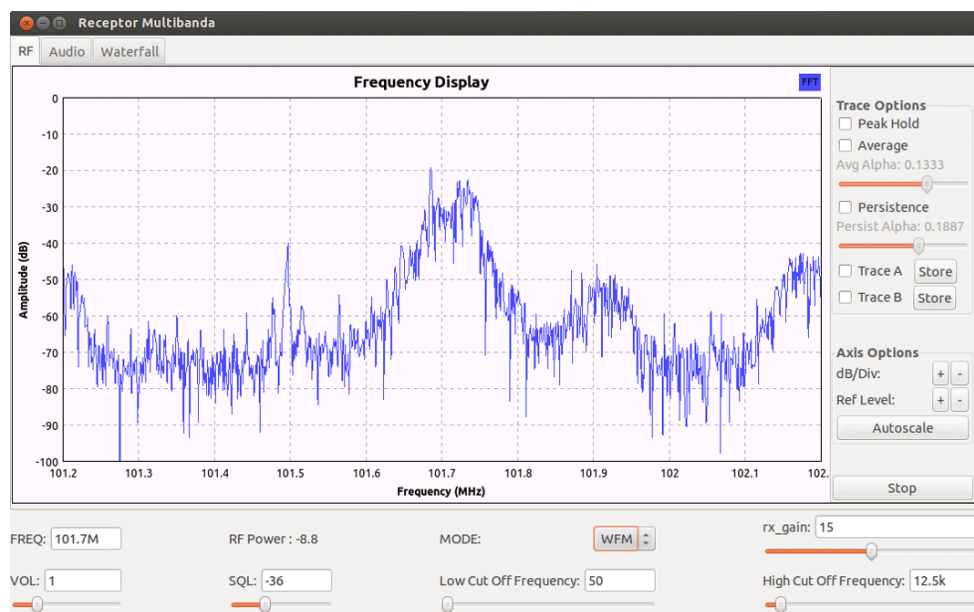 Receptor Multibanda
RF Audio Waterfall
Frequency Display
FFT
Amplitude (dB)
0
-10
-20
-30
-40
-50
-60
-70
-80
-90
-100
101.2 101.3 101.4 101.5 101.6 101.7 101.8 101.9 102 102.1 102.
Frequency (MHz)
Trace Options
Peak Hold
Average
Avg Alpha: 0.1333
Persistence
Persist Alpha: 0.1887
Trace A Store
Trace B Store
Axis Options
dB/Div: + -
Ref Level: + -
Autoscale
Stop
FREQ: 101.7M RF Power : -8.8 MODE: WFM rx_gain: 15
VOL: 1 SQL: -36 Low Cut Off Frequency: 50 High Cut Off Frequency: 12.5k